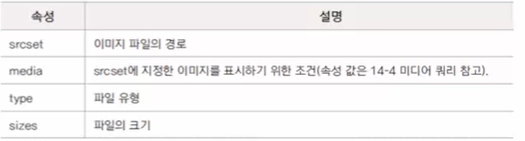 속성 설명
srcset 이미지 파일의 경로
media srcset에 지정한 이미지를 표시하기 위한 조건(속성 값은 14-4 미디어 쿼리 참고).
type 파일 유형
sizes 파일의 크기